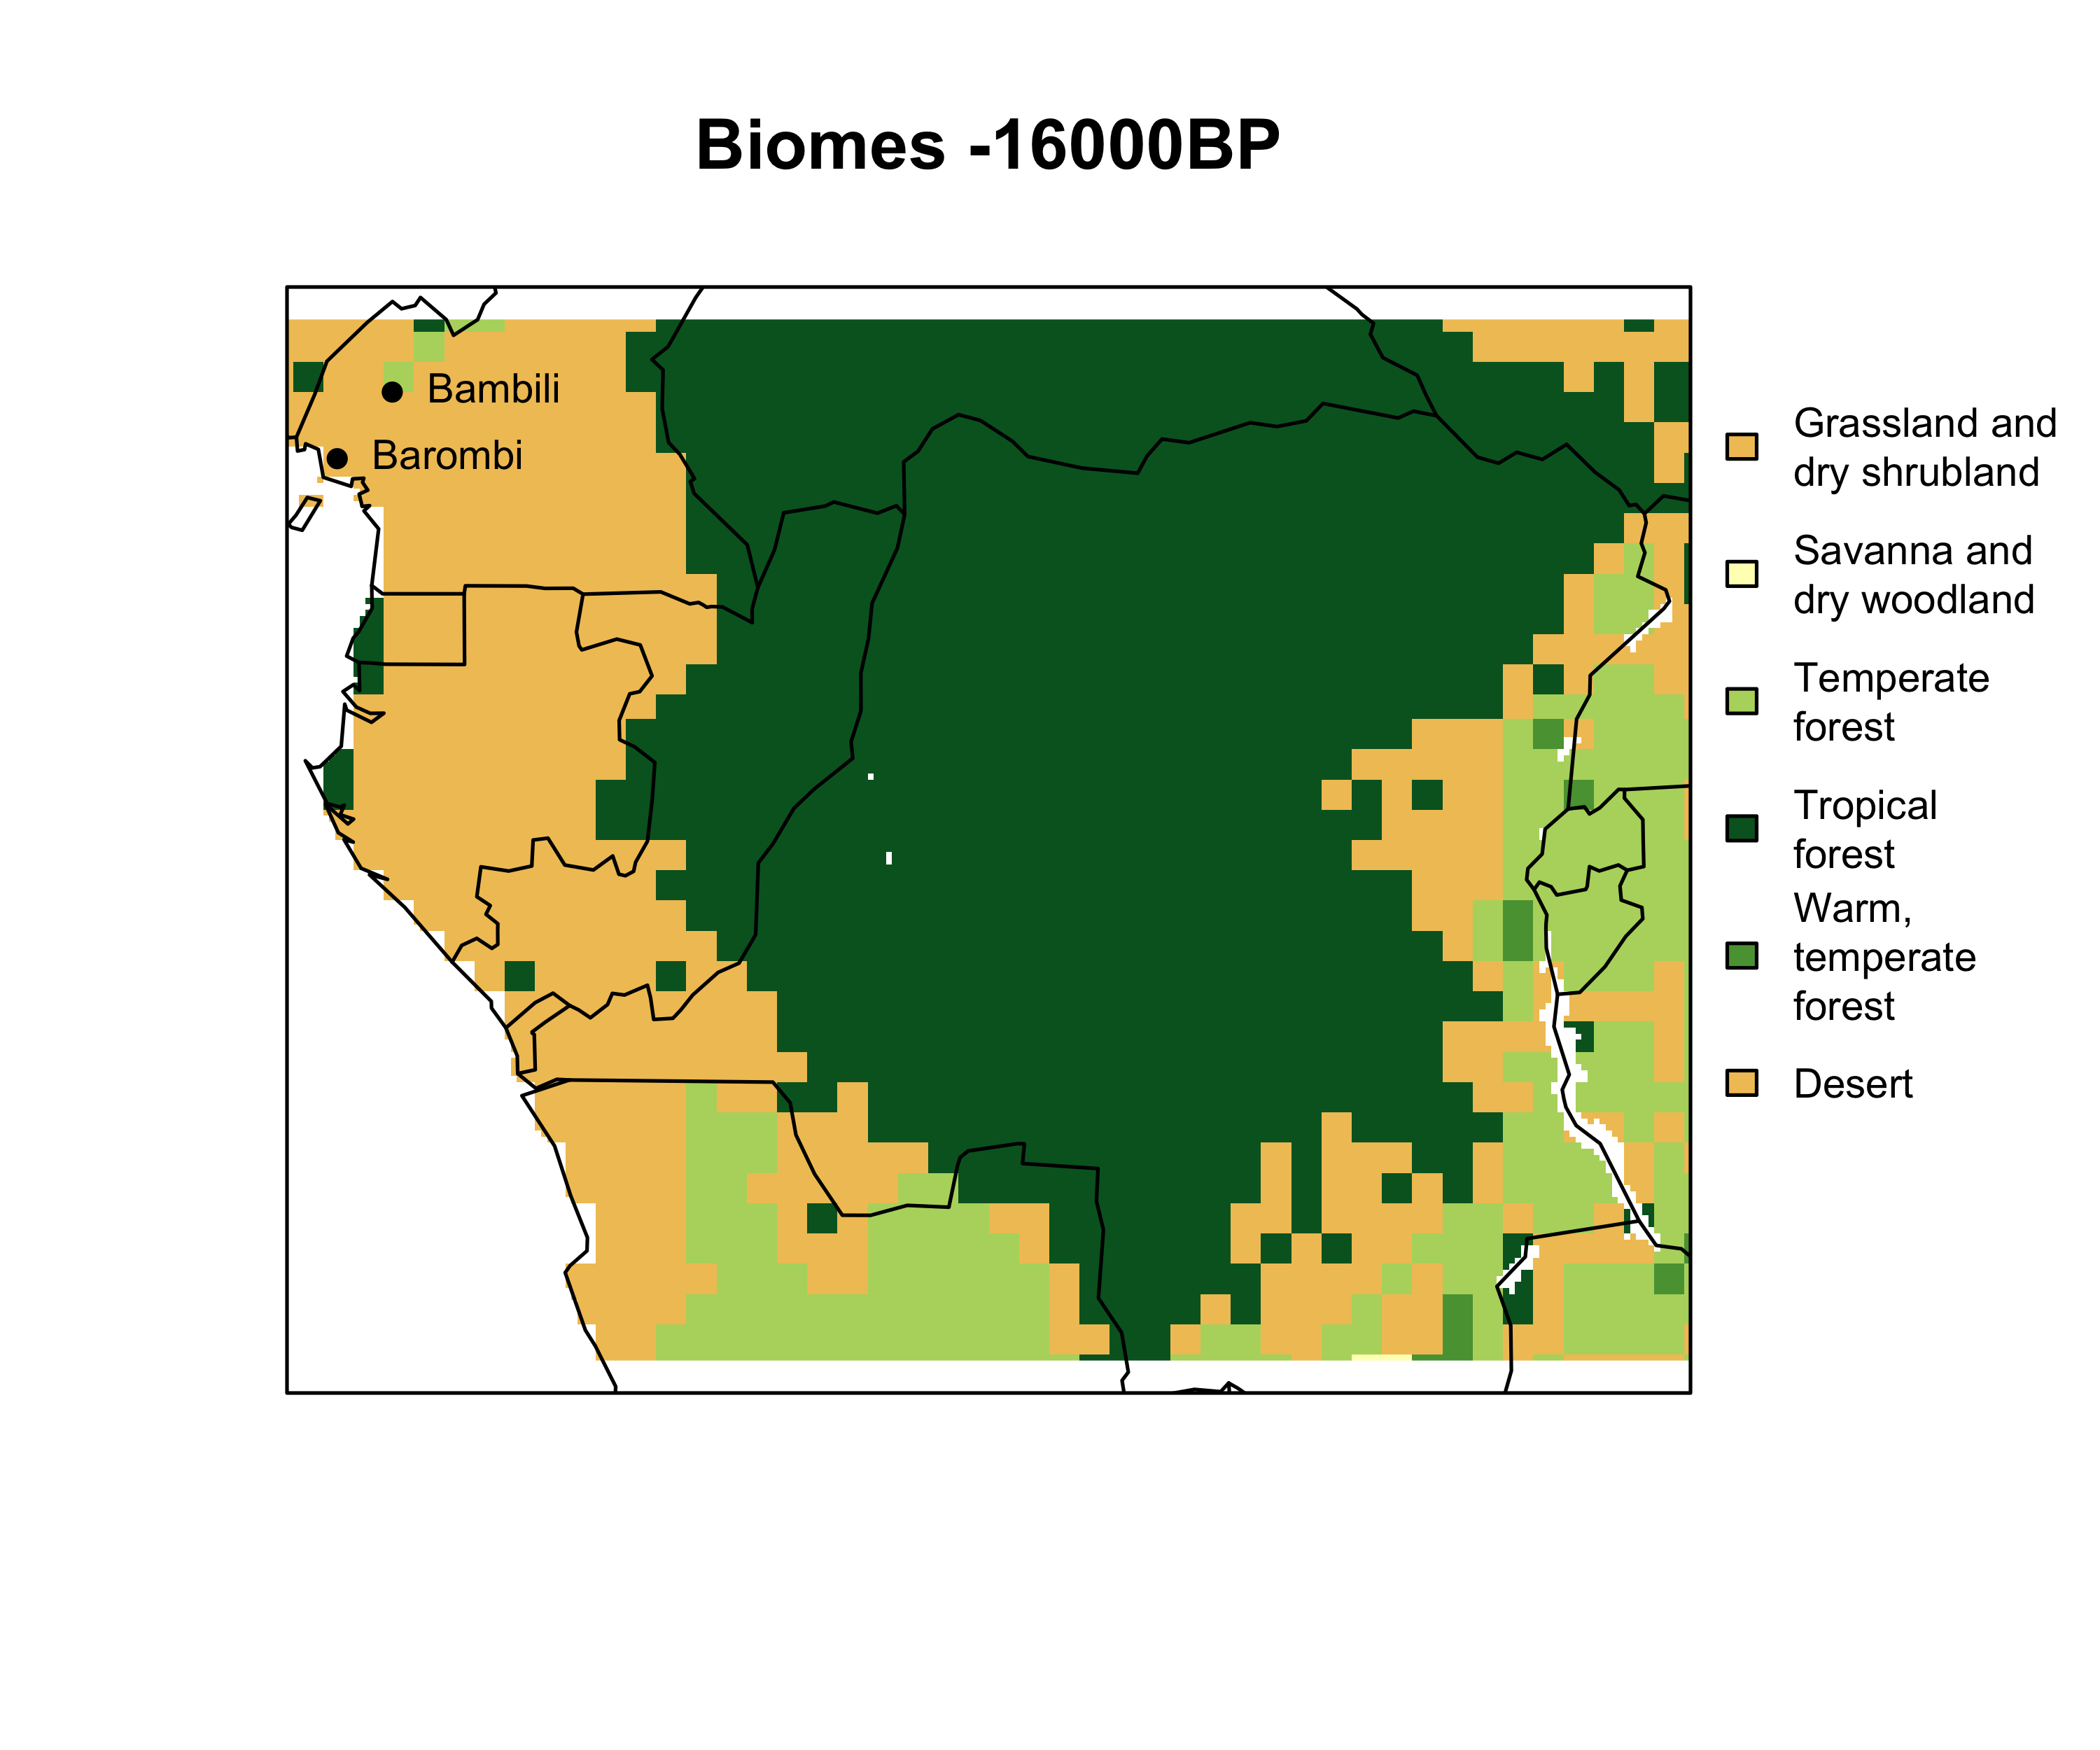 Biomes -16000BP
Bambili
Barombi
Grassland and
dry shrubland
Savanna and
dry woodland
Temperate
forest
Tropical
forest
Warm,
temperate
forest
Desert